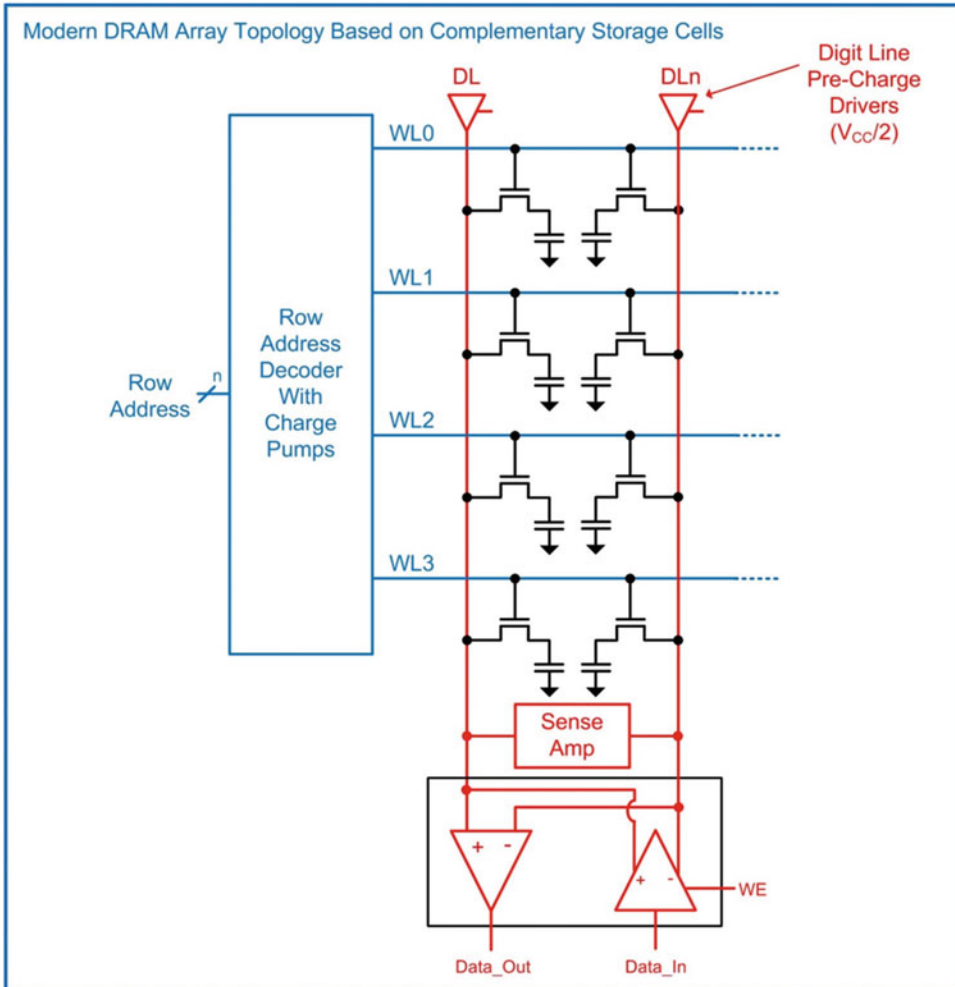 Modern DRAM Array Topology Based on Complementary Storage Cells
DL
DLn
Digit Line
Pre-Charge
Drivers
(VCC/2)
WL0
WL1
WL2
WL3
Row
Address
n
Row
Address
Decoder
With
Charge
Pumps
Sense
Amp
+ -
+ -
WE
Data_Out
Data_In